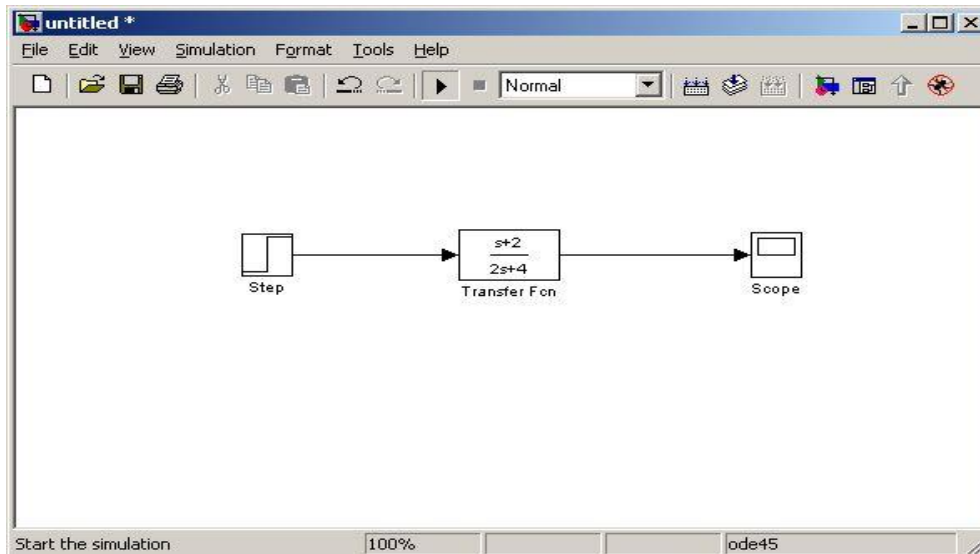 untitled *
File Edit View Simulation Format Tools Help
Normal
s+2
2s+4
Step
Transfer Fcn
Scope
Start the simulation 100% ode45